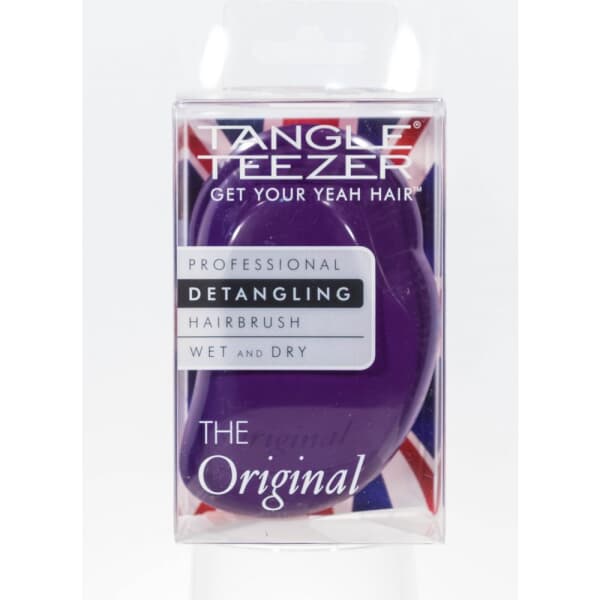 TANGLE®
TEEZER
GET YOUR YEAH HAIR™
PROFESSIONAL
DETANGLING
HAIRBRUSH
WET AND DRY
THE
Original